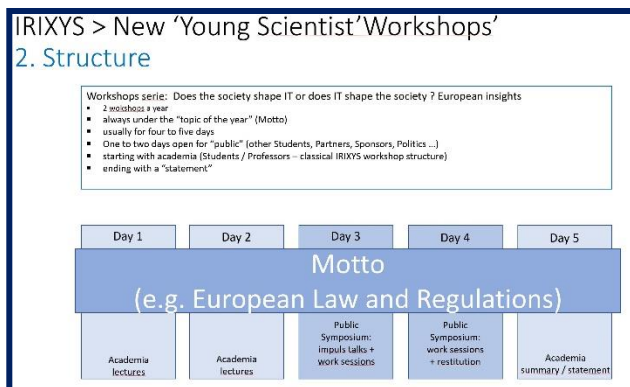 IRIXYS > New ‘Young Scientist’Workshops’
2. Structure
Workshops serie: Does the society shape IT or does IT shape the society ? European insights
▪ 2 wokshops a year
▪ always under the “topic of the year” (Motto)
▪ usually for four to five days
▪ One to two days open for “public” (other Students, Partners, Sponsors, Politics …)
▪ starting with academia (Students / Professors – classical IRIXYS workshop structure)
▪ ending with a “statement”
Day 1
Day 2
Day 3
Day 4
Day 5
Motto
(e.g. European Law and Regulations)
Academia
lectures
Academia
lectures
Public
Symposium:
impuls talks +
work sessions
Public
Symposium:
work sessions
+ restitution
Academia
summary / statement